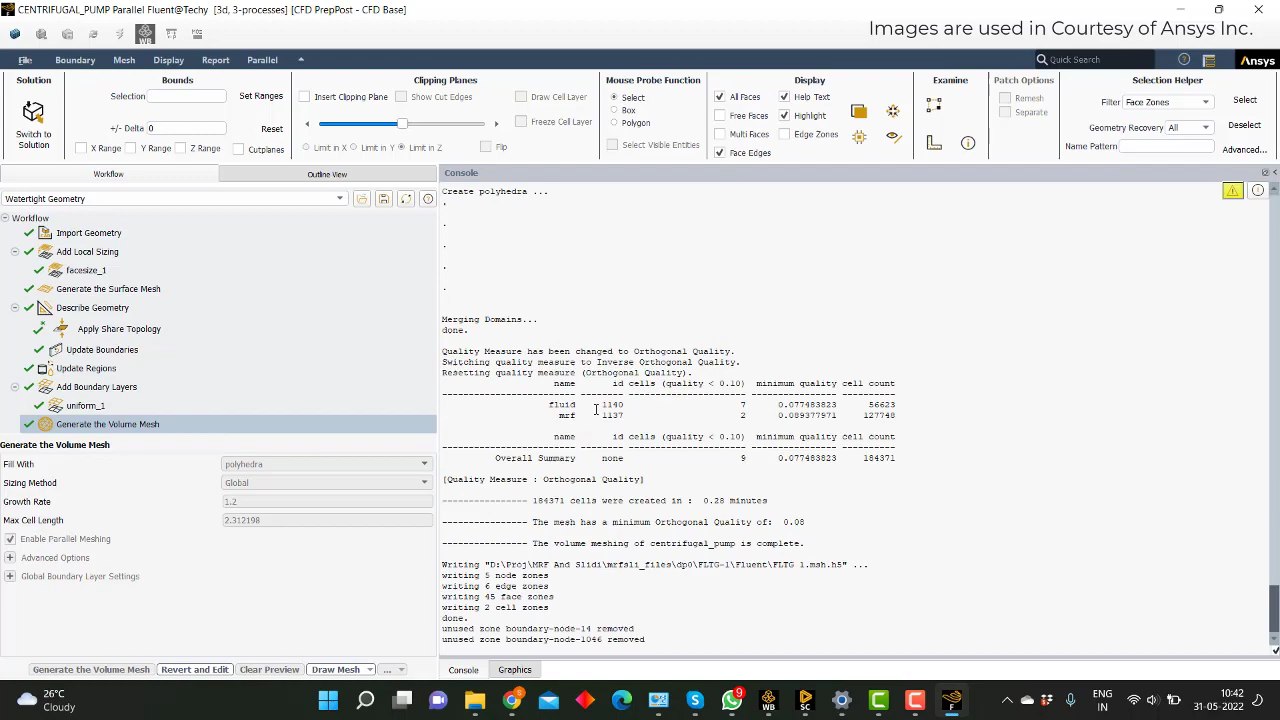 CENTRIFUGAL_PUMP Parallel Fluent@Techy [3d, 3-processes] [CFD PrepPost - CFD Base]
Images are used in Courtesy of Ansys Inc.
File Boundary Mesh Display Report Parallel Quick Search Ansys
Solution Bounds Clipping Planes Mouse Probe Function Display Examine Patch Options Selection Helper
Selection Set Ranges Insert Clipping Plane Show Cut Edges Draw Cell Layer Select All Faces Help Text Remesh Filter Face Zones Select
Switch to Solution +/- Delta 0 Reset Freeze Cell Layer Box Polygon Free Faces Highlight Separate Geometry Recovery All Deselect
X Range Y Range Z Range Cutplanes Limit in X Limit in Y Limit in Z Flip Select Visible Entities Multi Faces Edge Zones Face Edges Name Pattern Advanced...
Workflow Outline View Console
Watertight Geometry
Workflow
Import Geometry
Add Local Sizing
facesize_1
Generate the Surface Mesh
Describe Geometry
Apply Share Topology
Update Boundaries
Update Regions
Add Boundary Layers
uniform_1
Generate the Volume Mesh
Generate the Volume Mesh
Fill With polyhedra
Sizing Method Global
Growth Rate 1.2
Max Cell Length 2.312198
Enable Parallel Meshing
Advanced Options
Global Boundary Layer Settings
Generate the Volume Mesh Revert and Edit Clear Preview Draw Mesh ...
Create polyhedra ...
.
.
.
.
.
Merging Domains...
done.
Quality Measure has been changed to Orthogonal Quality.
Switching quality measure to Inverse Orthogonal Quality.
Resetting quality measure (Orthogonal Quality).
name id cells (quality < 0.10) minimum quality cell count
fluid 1140 7 0.077483823 56623
mrf 1137 2 0.089377971 127748
name id cells (quality < 0.10) minimum quality cell count
Overall Summary none 9 0.077483823 184371
[Quality Measure : Orthogonal Quality]
---------------- 184371 cells were created in : 0.28 minutes
---------------- The mesh has a minimum Orthogonal Quality of: 0.08
---------------- The volume meshing of centrifugal_pump is complete.
Writing "D:\Proj\MRF And Slidi\mrfsli_files\dp0\FLTG-1\Fluent\FLTG 1.msh.h5" ...
writing 5 node zones
writing 6 edge zones
writing 45 face zones
writing 2 cell zones
done.
unused zone boundary-node-14 removed
unused zone boundary-node-1046 removed
Console Graphics
26°C
Cloudy
9
WB
SC
F
ENG
IN
10:42
31-05-2022